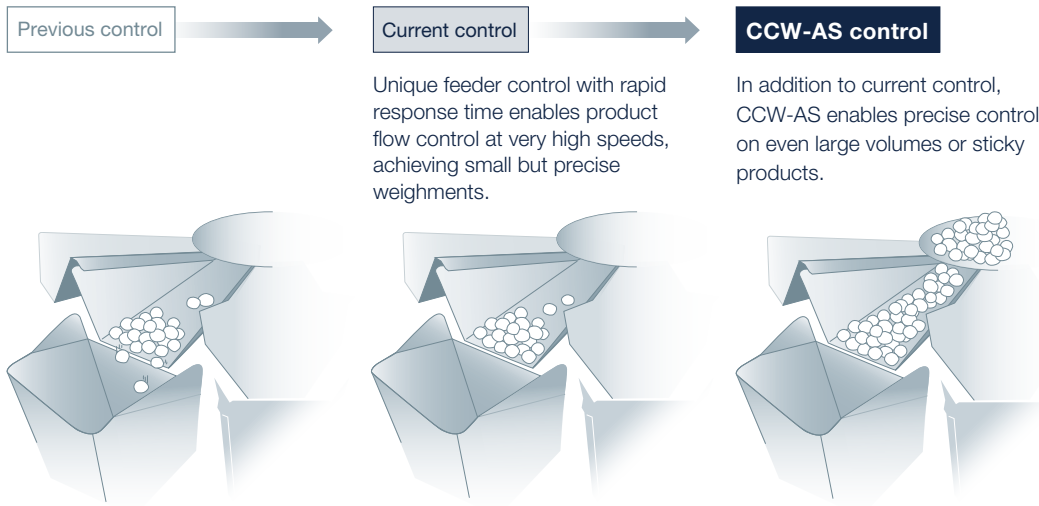 Previous control
Current control
CCW-AS control
Unique feeder control with rapid
response time enables product
flow control at very high speeds,
achieving small but precise
weighments.
In addition to current control,
CCW-AS enables precise control
on even large volumes or sticky
products.